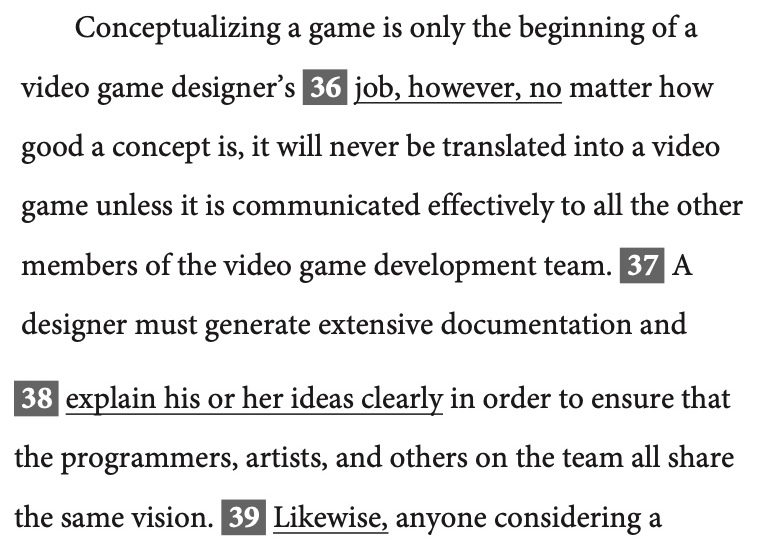 Conceptualizing a game is only the beginning of a
video game designer’s 36 job, however, no matter how
good a concept is, it will never be translated into a video
game unless it is communicated effectively to all the other
members of the video game development team. 37 A
designer must generate extensive documentation and
38 explain his or her ideas clearly in order to ensure that
the programmers, artists, and others on the team all share
the same vision. 39 Likewise, anyone considering a